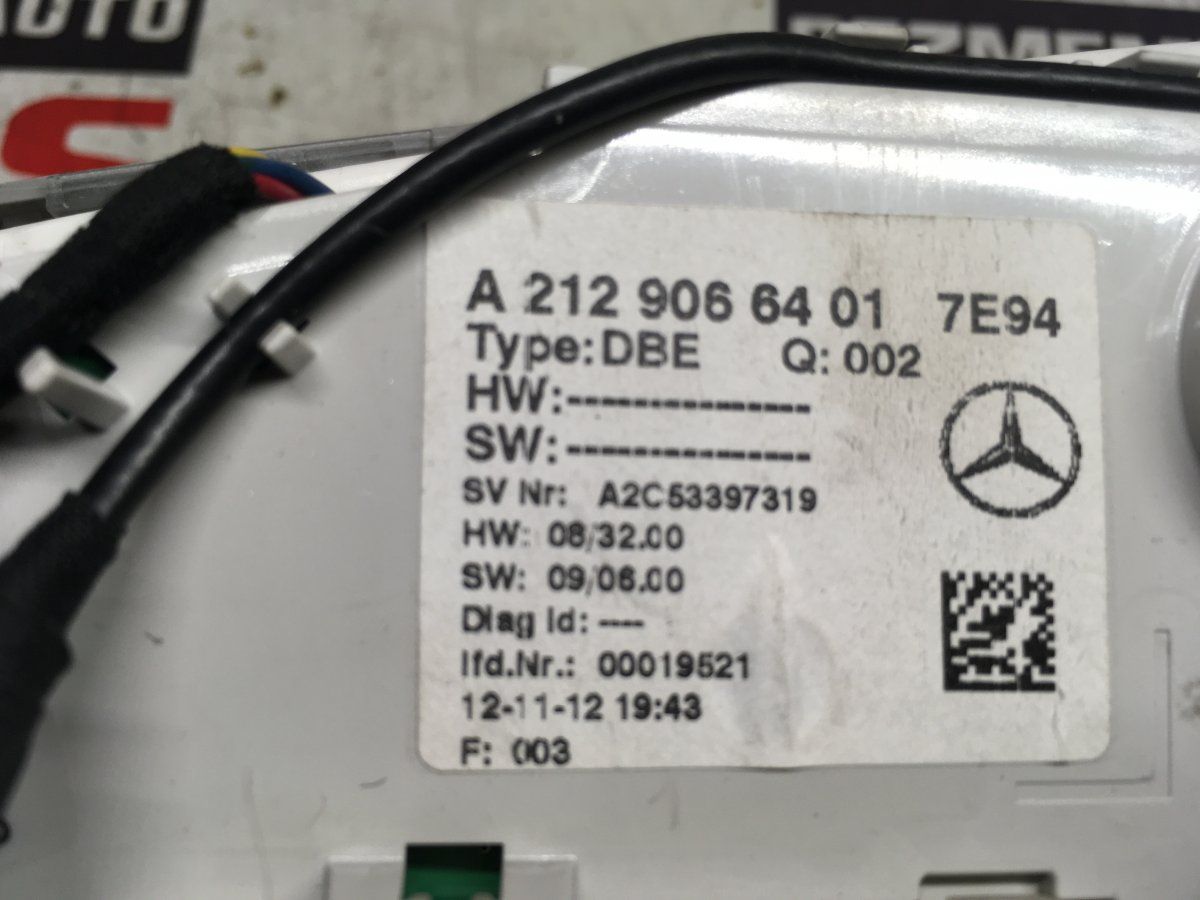 AUTO
A 212 906 64 01 7E94
Type: DBE Q: 002
HW:---------------
SW:---------------
SV Nr: A2C53397319
HW: 08/32.00
SW: 09/06.00
Diag Id: ----
lfd.Nr.: 00019521
12-11-12 19:43
F: 003